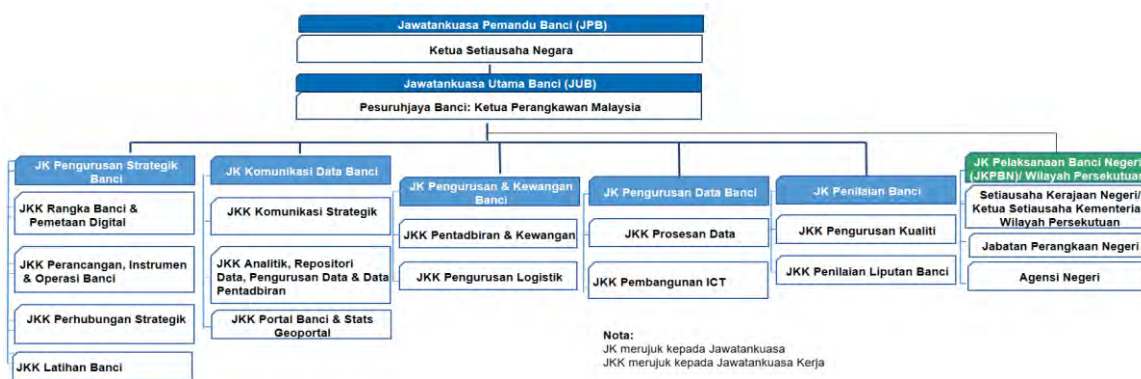 Jawatankuasa Pemandu Banci (JPB)
Ketua Setiausaha Negara
Jawatankuasa Utama Banci (JUB)
Pesuruhjaya Banci: Ketua Perangkawan Malaysia
JK Pengurusan Strategik
Banci
JKK Rangka Banci &
Pemetaan Digital
JKK Perancangan, Instrumen
& Operasi Banci
JKK Perhubungan Strategik
JKK Latihan Banci
JK Komunikasi Data Banci
JKK Komunikasi Strategik
JKK Analitik, Repositori
Data, Pengurusan Data & Data
Pentadbiran
JKK Portal Banci & Stats
Geoportal
JK Pengurusan & Kewangan
Banci
JKK Pentadbiran & Kewangan
JKK Pengurusan Logistik
JK Pengurusan Data Banci
JKK Prosesan Data
JKK Pembangunan ICT
JK Penilaian Banci
JKK Pengurusan Kualiti
JKK Penilaian Liputan Banci
JK Pelaksanaan Banci Negeri
(JKPBN)/ Wilayah Persekutuan
Setiausaha Kerajaan Negeri/
Ketua Setiausaha Kementeria
Wilayah Persekutuan
Jabatan Perangkaan Negeri
Agensi Negeri
Nota:
JK merujuk kepada Jawatankuasa
JKK merujuk kepada Jawatankuasa Kerja